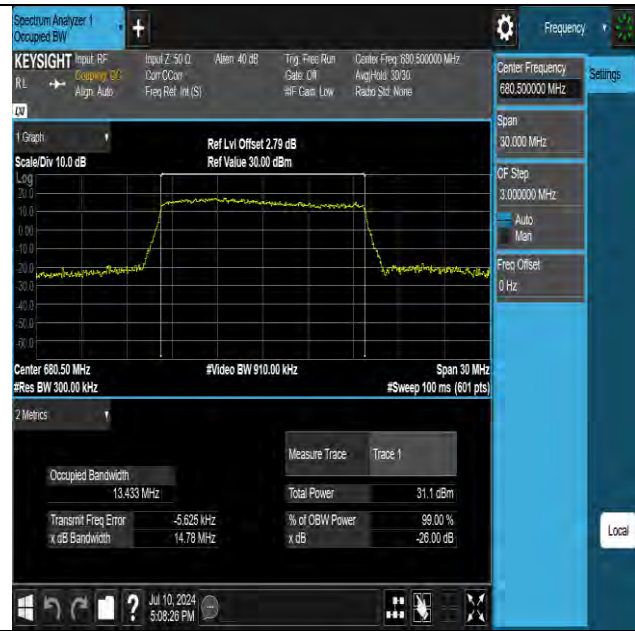 Spectrum Analyzer 1
Occupied BW
+
Frequency
KEYSIGHT
RL
Input: RF
Coupling: DC
Align: Auto
Input Z: 50 Ω
Corr CCorr
Freq Ref: Int (S)
Atten: 40 dB
Trig: Free Run
Gate: Off
#IF Gain: Low
Center Freq: 680.500000 MHz
Avg|Hold: 30/30
Radio Std: None
LXI
Center Frequency
680.500000 MHz
Settings
Span
30.000 MHz
CF Step
3.000000 MHz
Auto
Man
Freq Offset
0 Hz
1 Graph
Scale/Div 10.0 dB
Ref Lvl Offset 2.79 dB
Ref Value 30.00 dBm
Log
20.0
10.0
0.00
-10.0
-20.0
-30.0
-40.0
-50.0
-60.0
Center 680.50 MHz
#Video BW 910.00 kHz
Span 30 MHz
#Res BW 300.00 kHz
#Sweep 100 ms (601 pts)
2 Metrics
Measure Trace Trace 1
Occupied Bandwidth
13.433 MHz
Total Power 31.1 dBm
Transmit Freq Error -5.625 kHz
% of OBW Power 99.00 %
x dB Bandwidth 14.78 MHz
x dB -26.00 dB
Local
?
Jul 10, 2024
5:08:26 PM